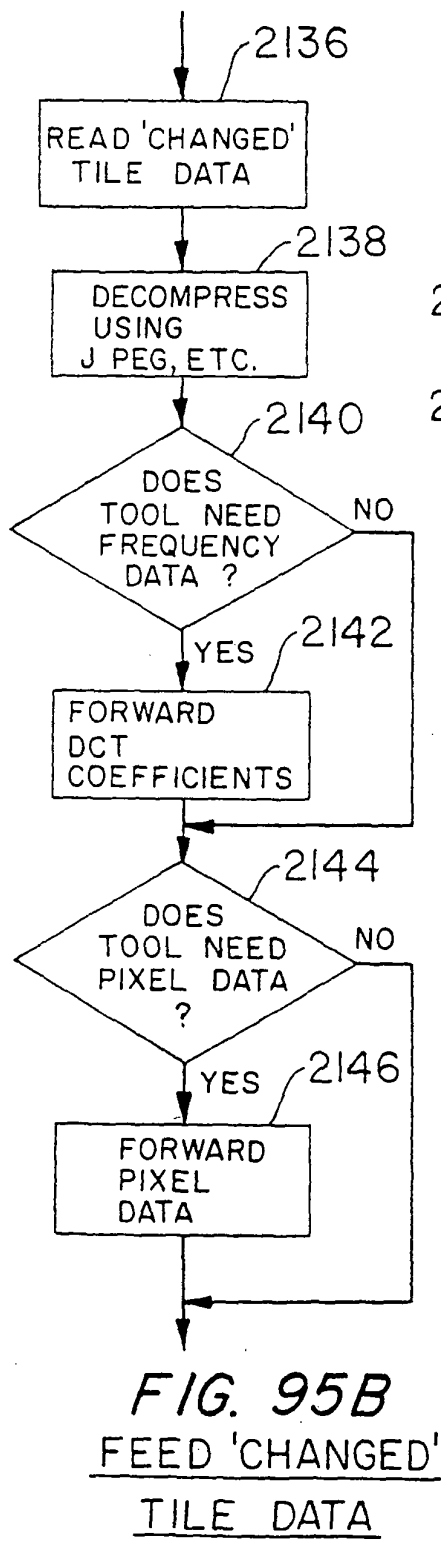 2136
READ 'CHANGED'
TILE DATA
2138
DECOMPRESS
USING
J PEG, ETC.
2
2
2140
DOES
TOOL NEED
FREQUENCY
DATA ?
NO
YES
2142
FORWARD
DCT
COEFFICIENTS
2144
DOES
TOOL NEED
PIXEL DATA
?
NO
YES
2146
FORWARD
PIXEL
DATA
FIG. 95B
FEED 'CHANGED'
TILE DATA